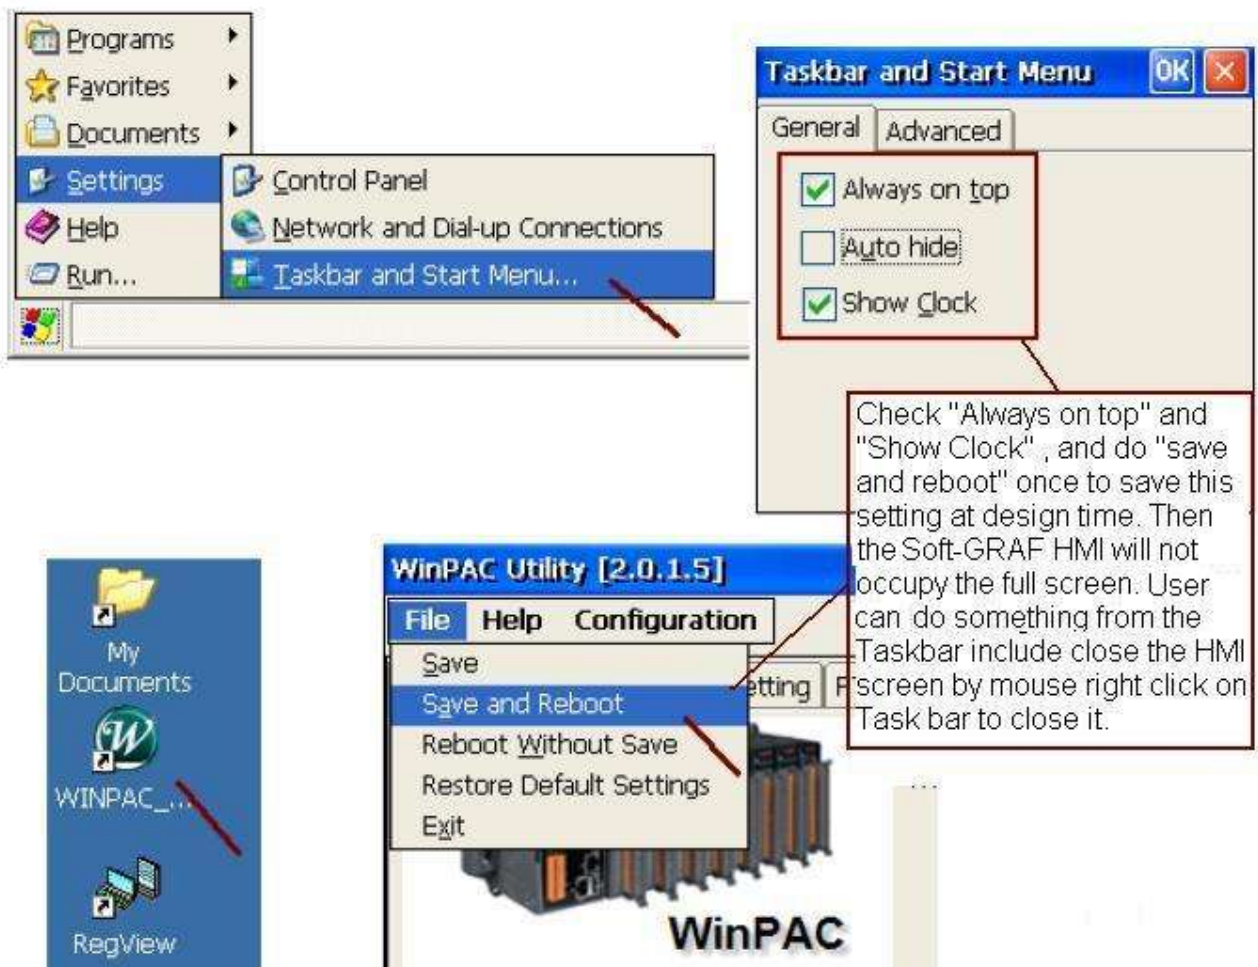 Programs
Favorites
Documents
Settings
Help
Run...
Control Panel
Network and Dial-up Connections
Taskbar and Start Menu...
Taskbar and Start Menu
OK
General
Advanced
Always on top
Auto hide
Show Clock
Check "Always on top" and
"Show Clock" , and do "save
and reboot" once to save this
setting at design time. Then
the Soft-GRAF HMI will not
occupy the full screen. User
can do something from the
Taskbar include close the HMI
screen by mouse right click on
Task bar to close it.
My
Documents
WINPAC_...
RegView
WinPAC Utility [2.0.1.5]
File Help Configuration
Save
Save and Reboot
Reboot Without Save
Restore Default Settings
Exit
WinPAC
...